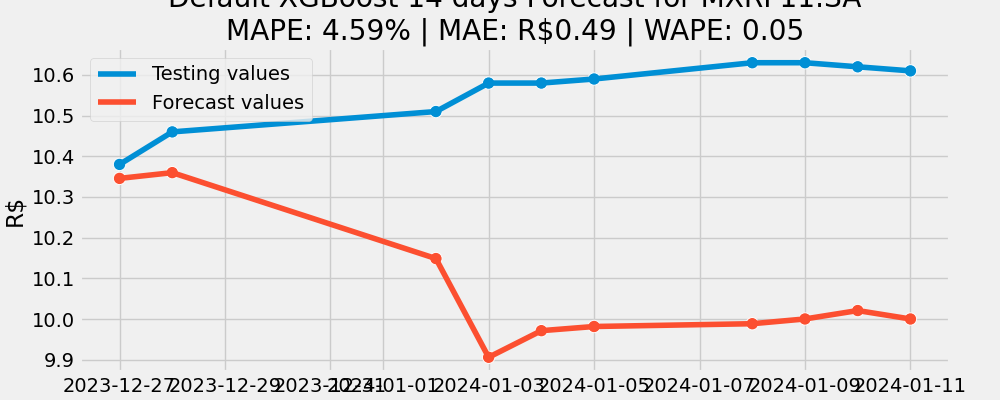 Default XGBoost 14 days Forecast for MXRF11.SA
MAPE: 4.59% | MAE: R$0.49 | WAPE: 0.05
Testing values
Forecast values
R$
10.6
10.5
10.4
10.3
10.2
10.1
10.0
9.9
2023-12-27 2023-12-29 2023-12-31 2024-01-01 2024-01-03 2024-01-05 2024-01-07 2024-01-09 2024-01-11